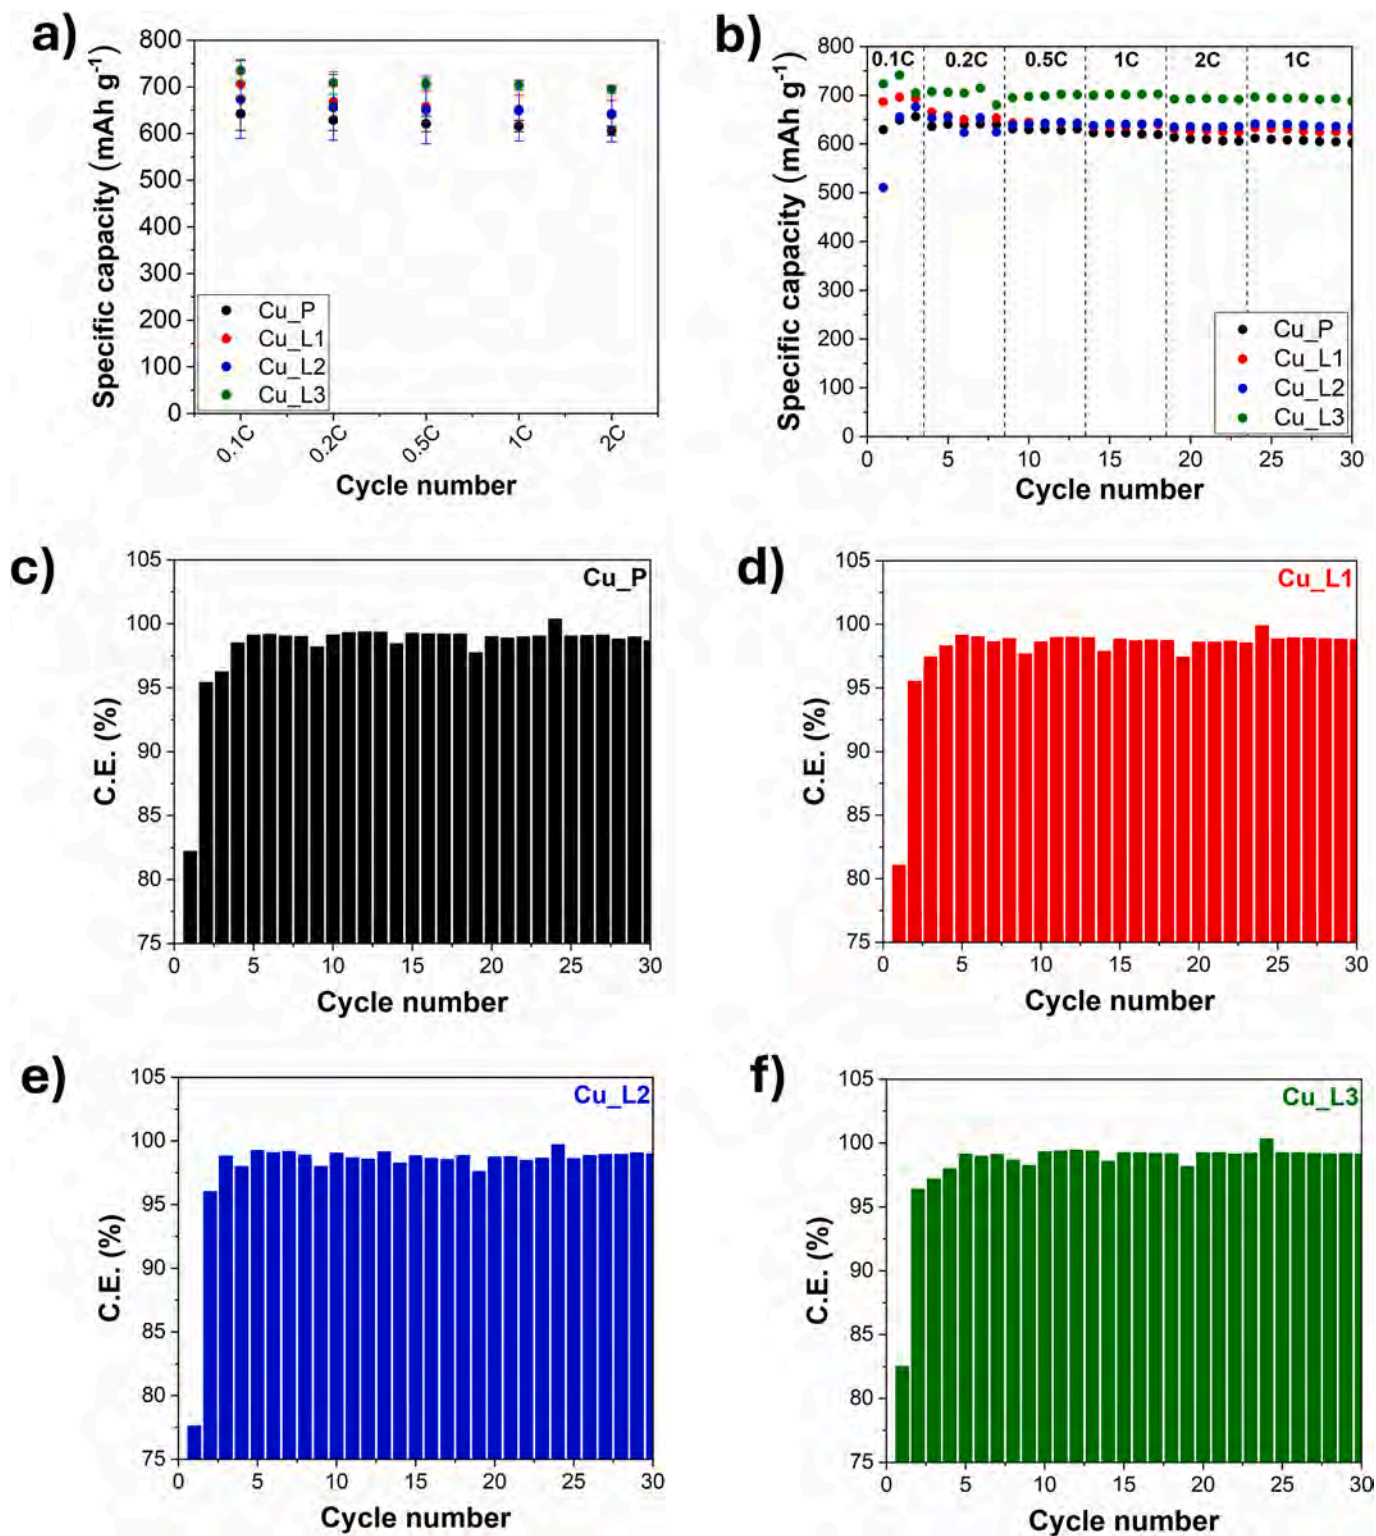 a)
Specific capacity (mAh g⁻¹)
800
700
600
500
400
300
200
100
0
Cu_P
Cu_L1
Cu_L2
Cu_L3
0.1C
0.2C
0.5C
1C
2C
Cycle number
b)
Specific capacity (mAh g⁻¹)
800
700
600
500
400
300
200
100
0
0.1C
0.2C
0.5C
1C
2C
1C
Cu_P
Cu_L1
Cu_L2
Cu_L3
0
5
10
15
20
25
30
Cycle number
c)
Cu_P
C.E. (%)
105
100
95
90
85
80
75
0
5
10
15
20
25
30
Cycle number
d)
Cu_L1
C.E. (%)
105
100
95
90
85
80
75
0
5
10
15
20
25
30
Cycle number
e)
Cu_L2
C.E. (%)
105
100
95
90
85
80
75
0
5
10
15
20
25
30
Cycle number
f)
Cu_L3
C.E. (%)
105
100
95
90
85
80
75
0
5
10
15
20
25
30
Cycle number